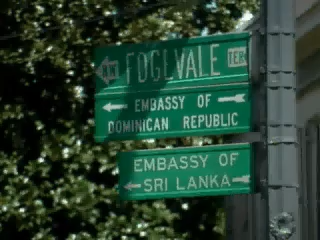 FOGLVALE TER
EMBASSY OF
DOMINICAN REPUBLIC
EMBASSY OF
SRI LANKA